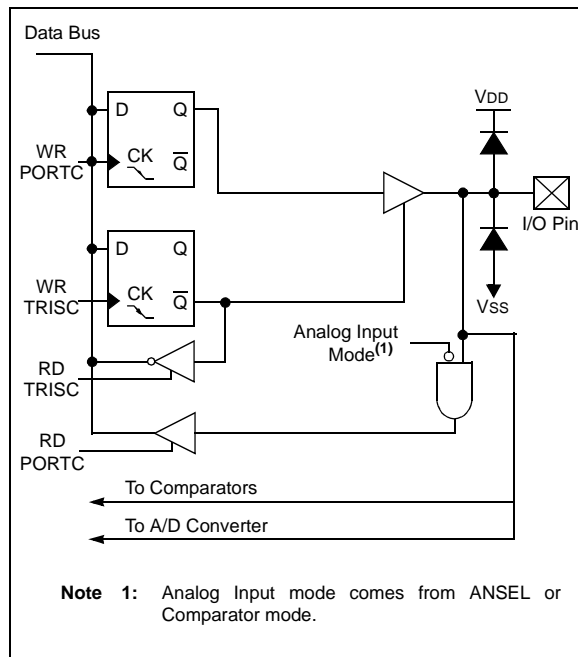 Data Bus
D Q
VDD
WR
PORTC
CK Q
I/O Pin
D Q
WR
TRISC
CK Q
VSS
Analog Input
Mode(1)
RD
TRISC
RD
PORTC
To Comparators
To A/D Converter
Note 1: Analog Input mode comes from ANSEL or
Comparator mode.